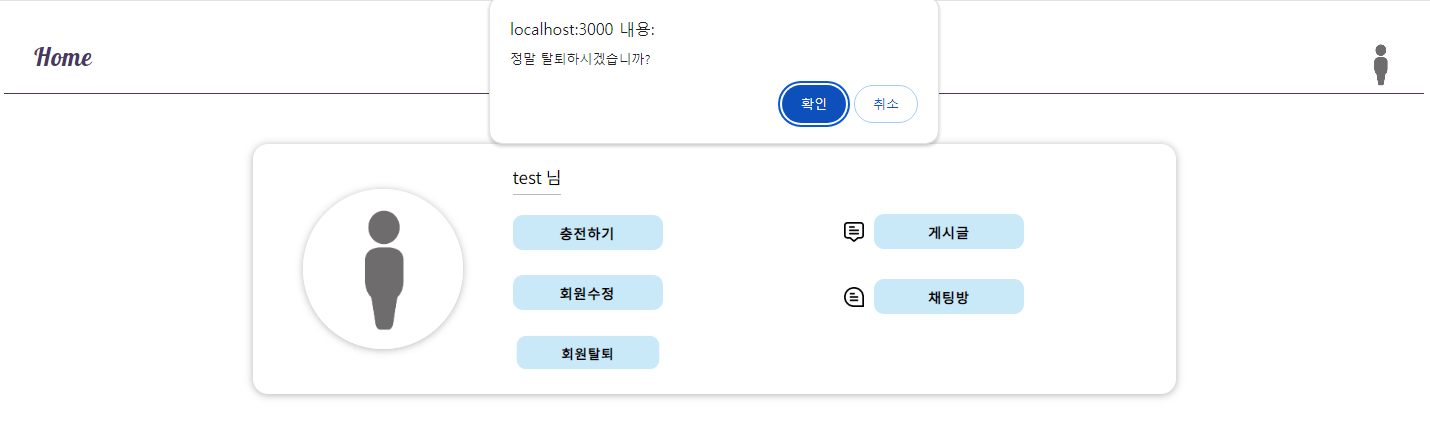 localhost:3000 내용:
정말 탈퇴하시겠습니까?
확인 취소
Home
test 님
충전하기
게시글
회원수정
채팅방
회원탈퇴